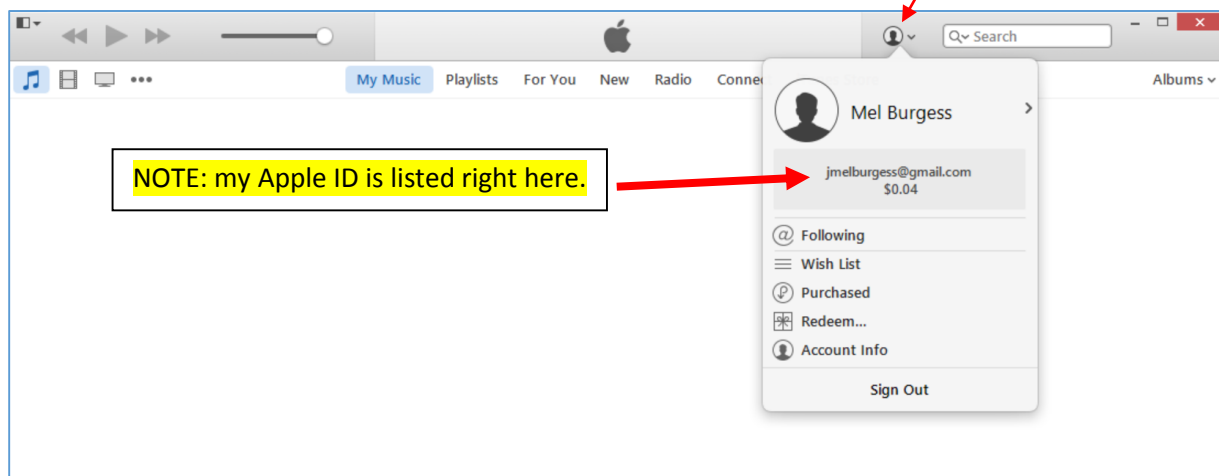 Search
My Music Playlists For You New Radio Connec
Albums
Mel Burgess
NOTE: my Apple ID is listed right here.
jmelburgess@gmail.com
$0.04
@ Following
Wish List
Purchased
Redeem...
Account Info
Sign Out